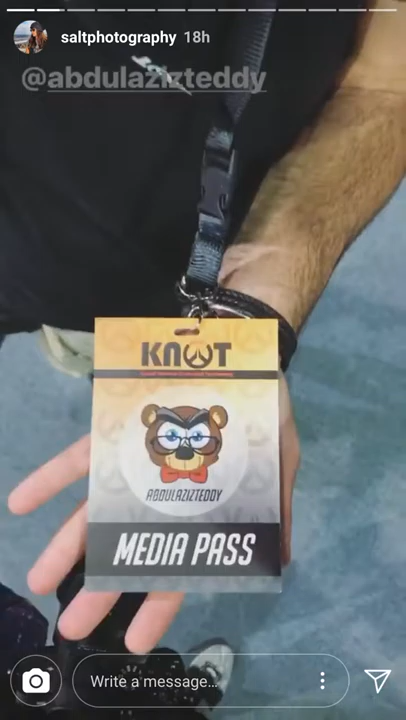 saltphotography 18h
@abdulazizteddy
KNOT
ABDULAZIZTEDDY
MEDIA PASS
Write a message...